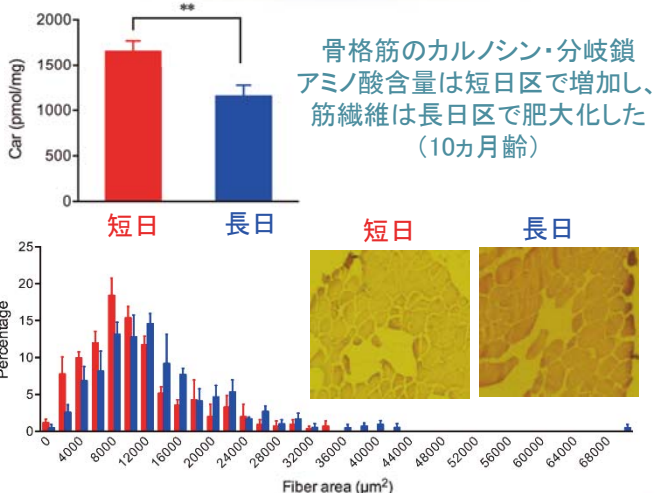 **
2000
1500
1000
500
0
Car (pmol/mg)
短日
長日
骨格筋のカルノシン・分岐鎖
アミノ酸含量は短日区で増加し、
筋繊維は長日区で肥大化した
(10ヵ月齢)
短日
長日
25
20
15
10
5
0
Percentage
0
4000
8000
12000
16000
20000
24000
28000
32000
36000
40000
44000
48000
52000
56000
60000
64000
68000
Fiber area (μm²)